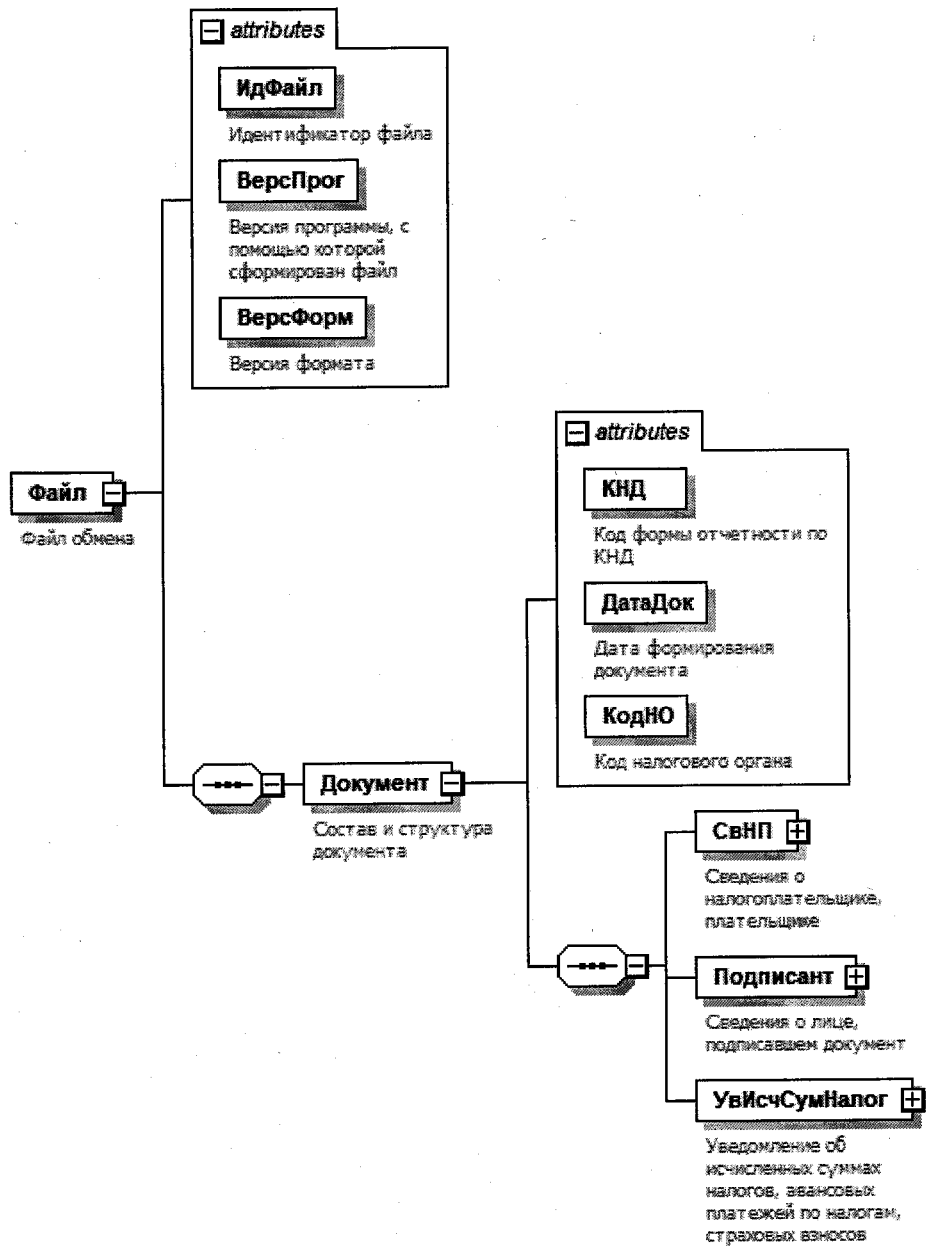 attributes
ИдФайл
Идентификатор файла
ВерсПрог
Версия программы, с
помощью которой
сформирован файл
ВерсФорм
Версия формата
Файл
Файл обмена
attributes
КНД
Код формы отчетности по
КНД
ДатаДок
Дата формирования
документа
КодНО
Код налогового органа
Документ
Состав и структура
документа
СвНП
Сведения о
налогоплательщике,
плательщике
Подписант
Сведения о лице,
подписавшем документ
УвИсчСумНалог
Уведомление об
исчисленных суммах
налогов, авансовых
платежей по налогам,
страховых взносов